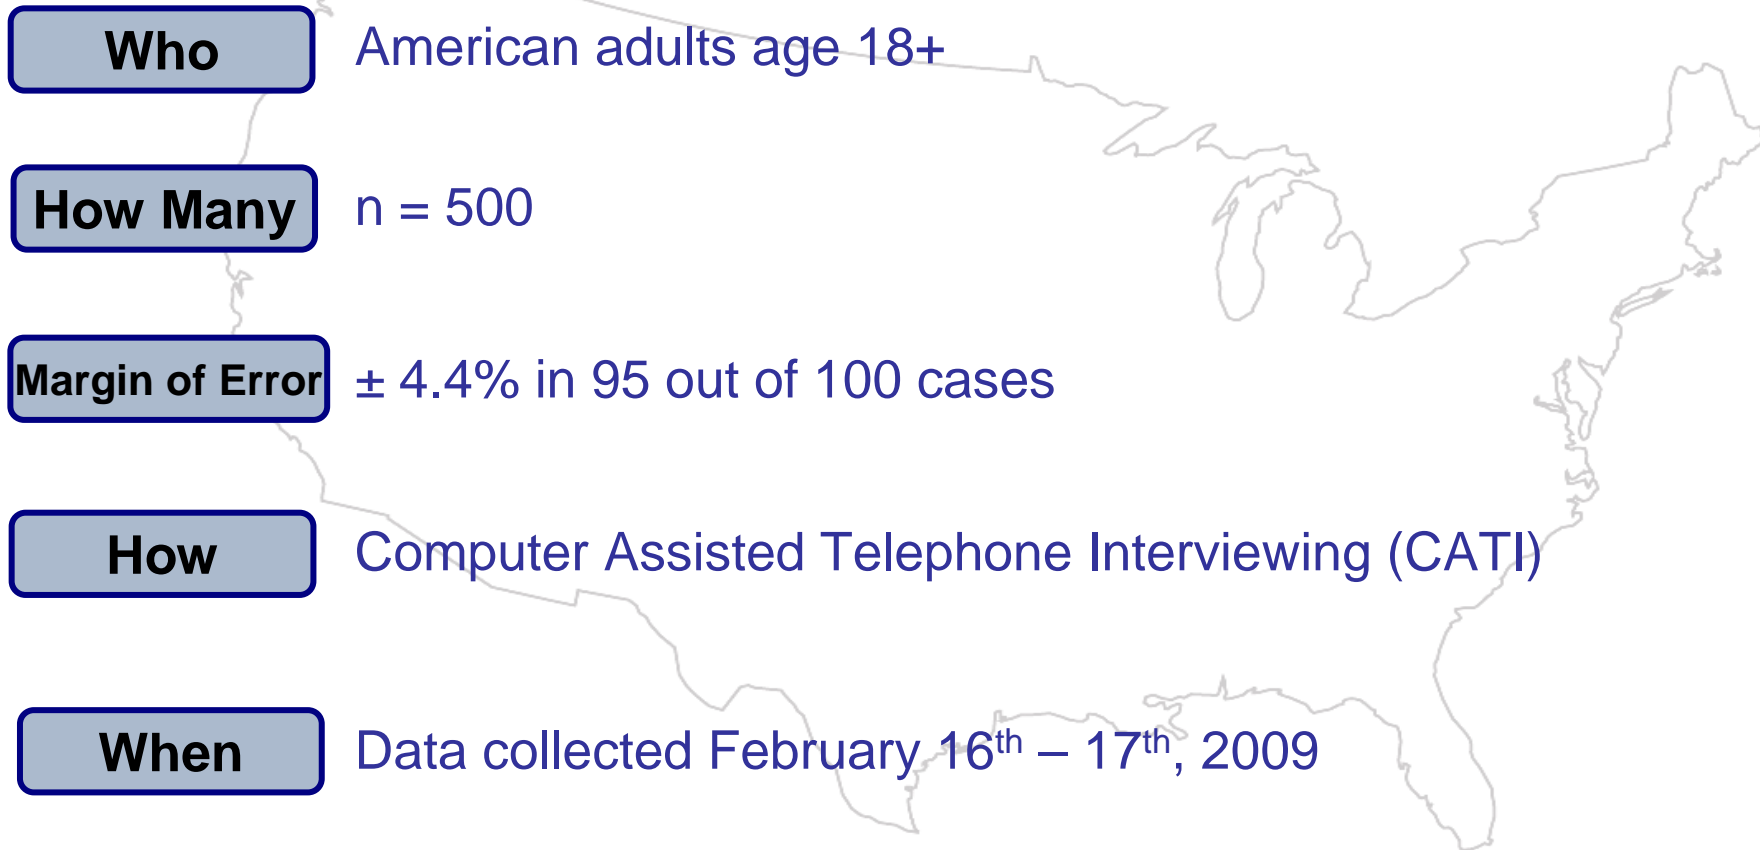 Who American adults age 18+
How Many n = 500
Margin of Error ± 4.4% in 95 out of 100 cases
How Computer Assisted Telephone Interviewing (CATI)
When Data collected February 16th – 17th, 2009